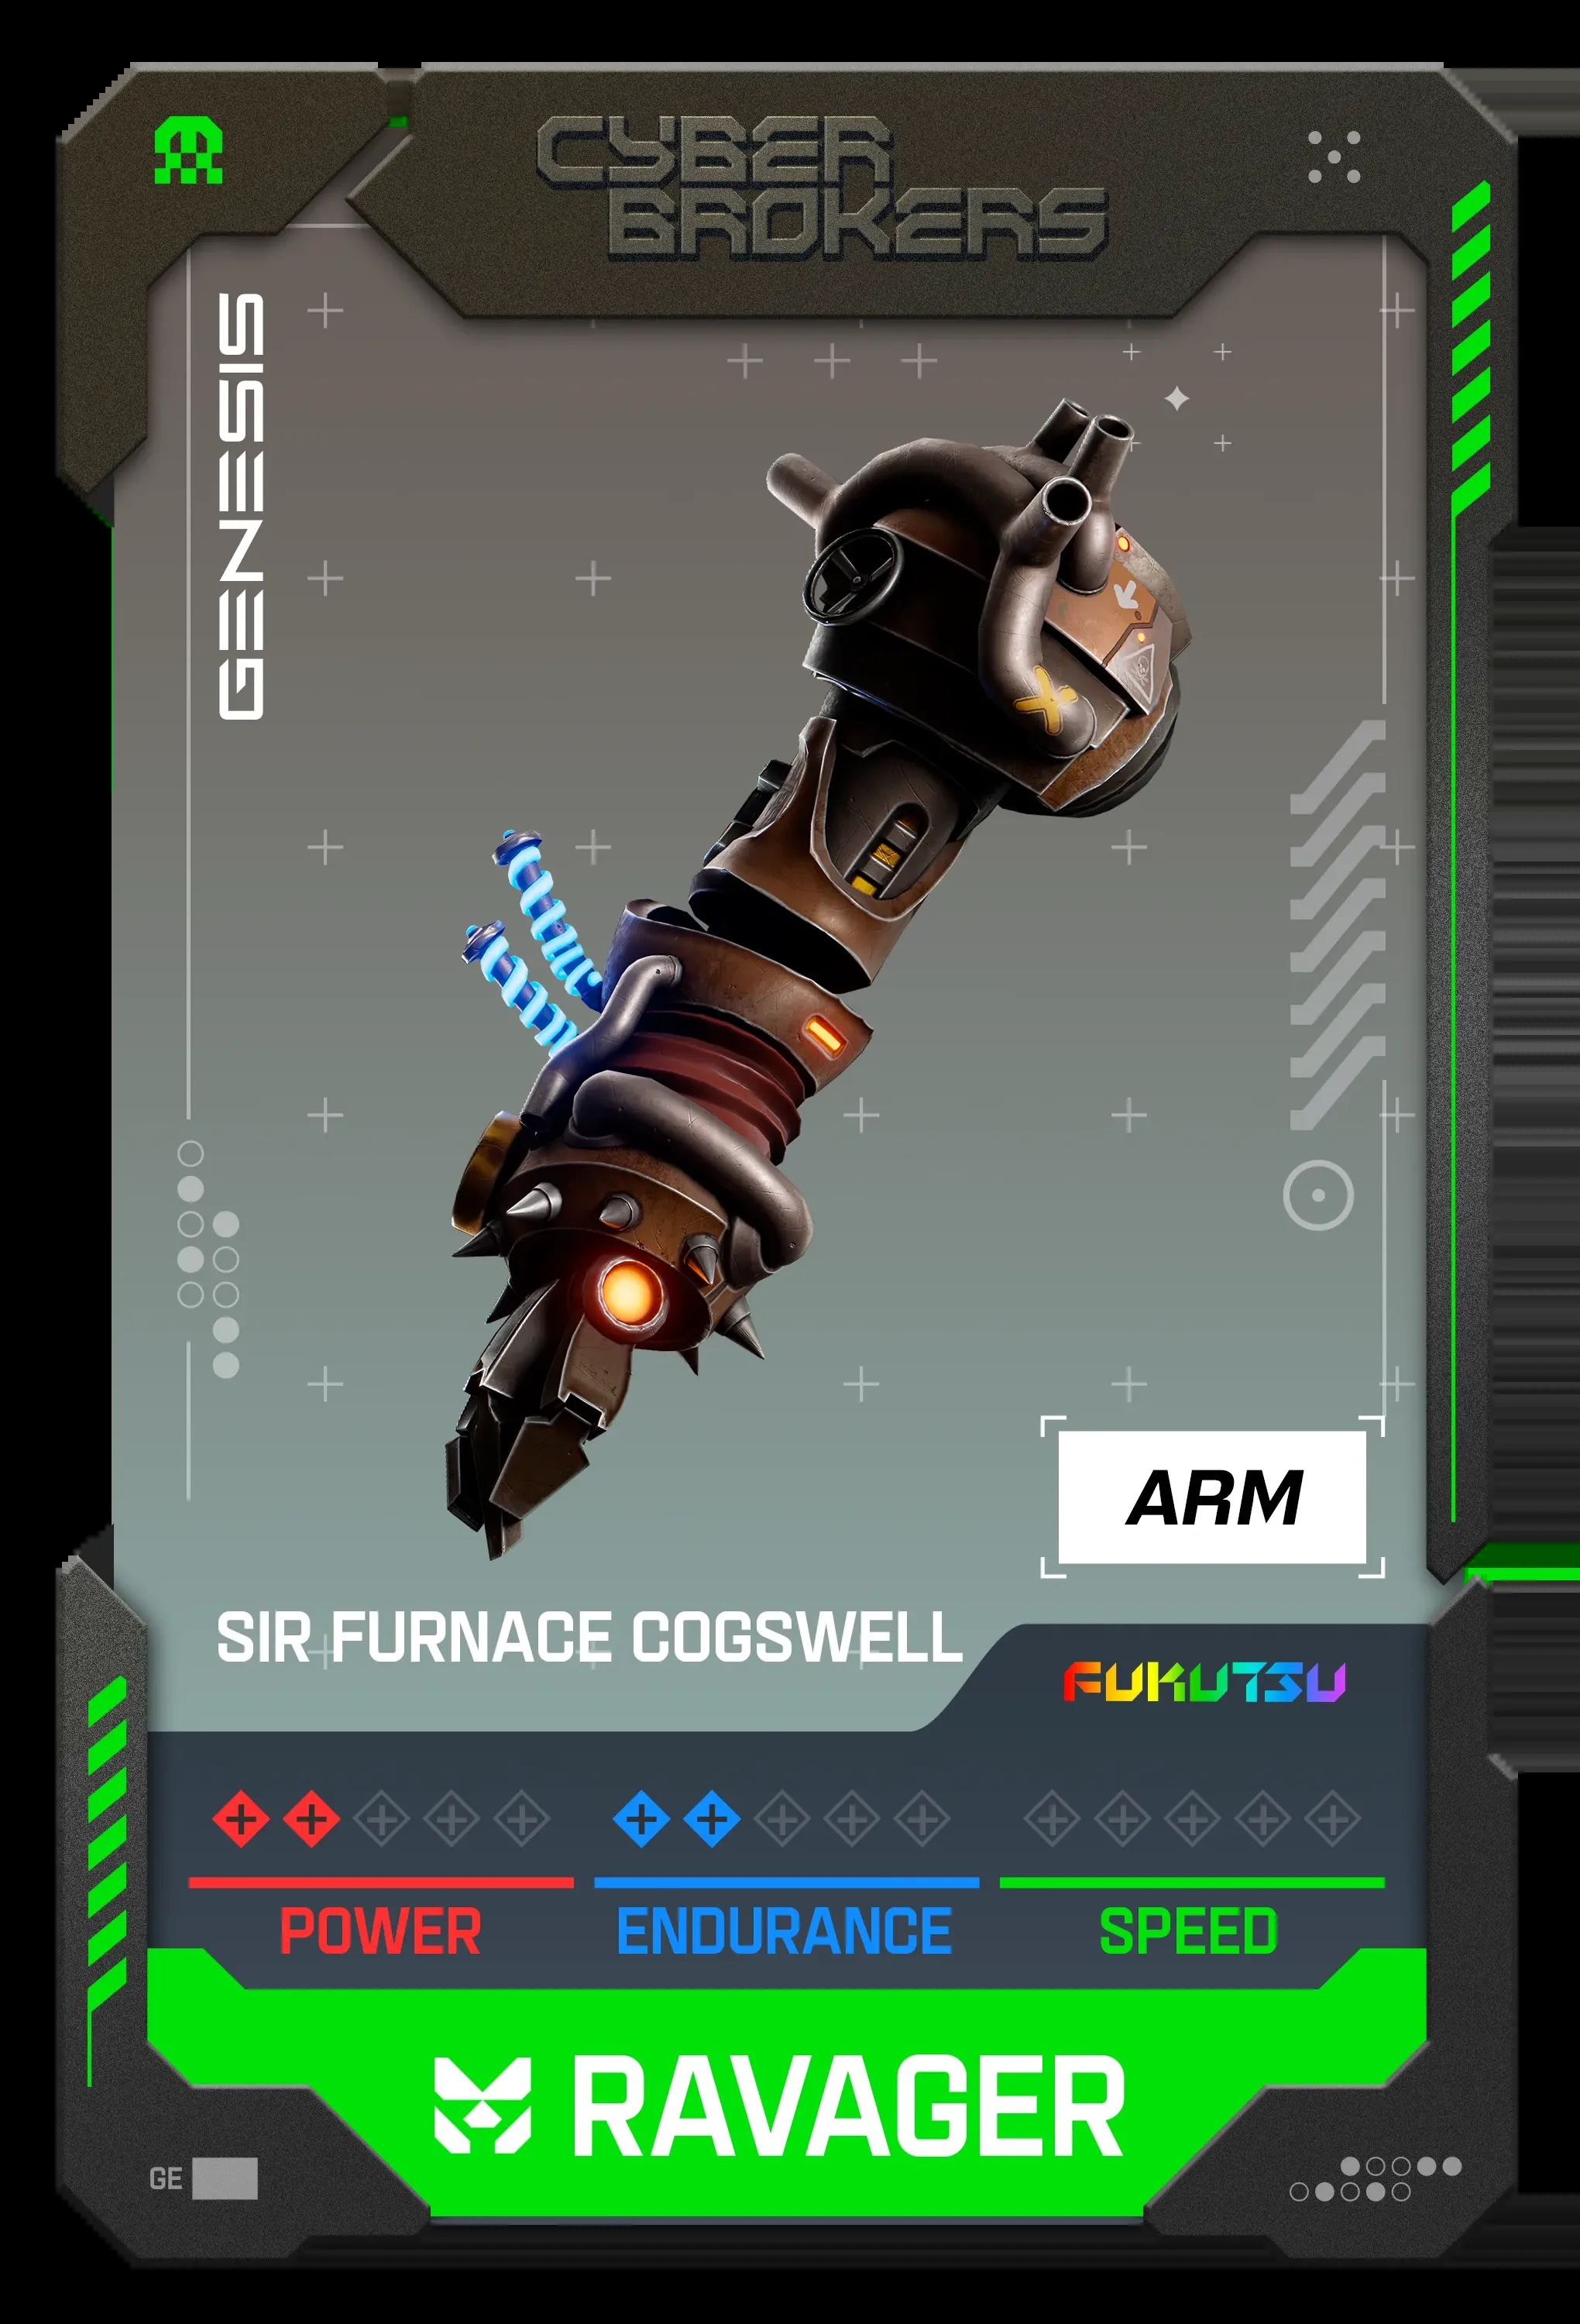 CYBER
BROKERS
GENESIS
ARM
SIR FURNACE COGSWELL
FUKUTSU
POWER
ENDURANCE
SPEED
RAVAGER
GE